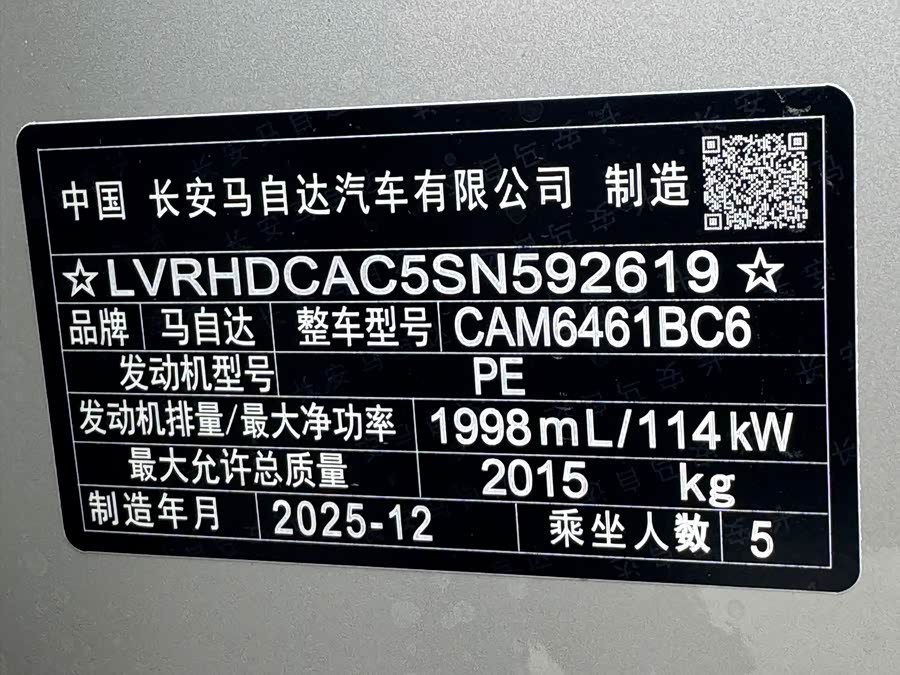 中国 长安马自达汽车有限公司 制造
☆LVRHDCAC5SN592619☆
品牌 马自达 整车型号 CAM6461BC6
发动机型号 PE
发动机排量/最大净功率 1998mL/114kW
最大允许总质量 2015 kg
制造年月 2025-12 乘坐人数 5